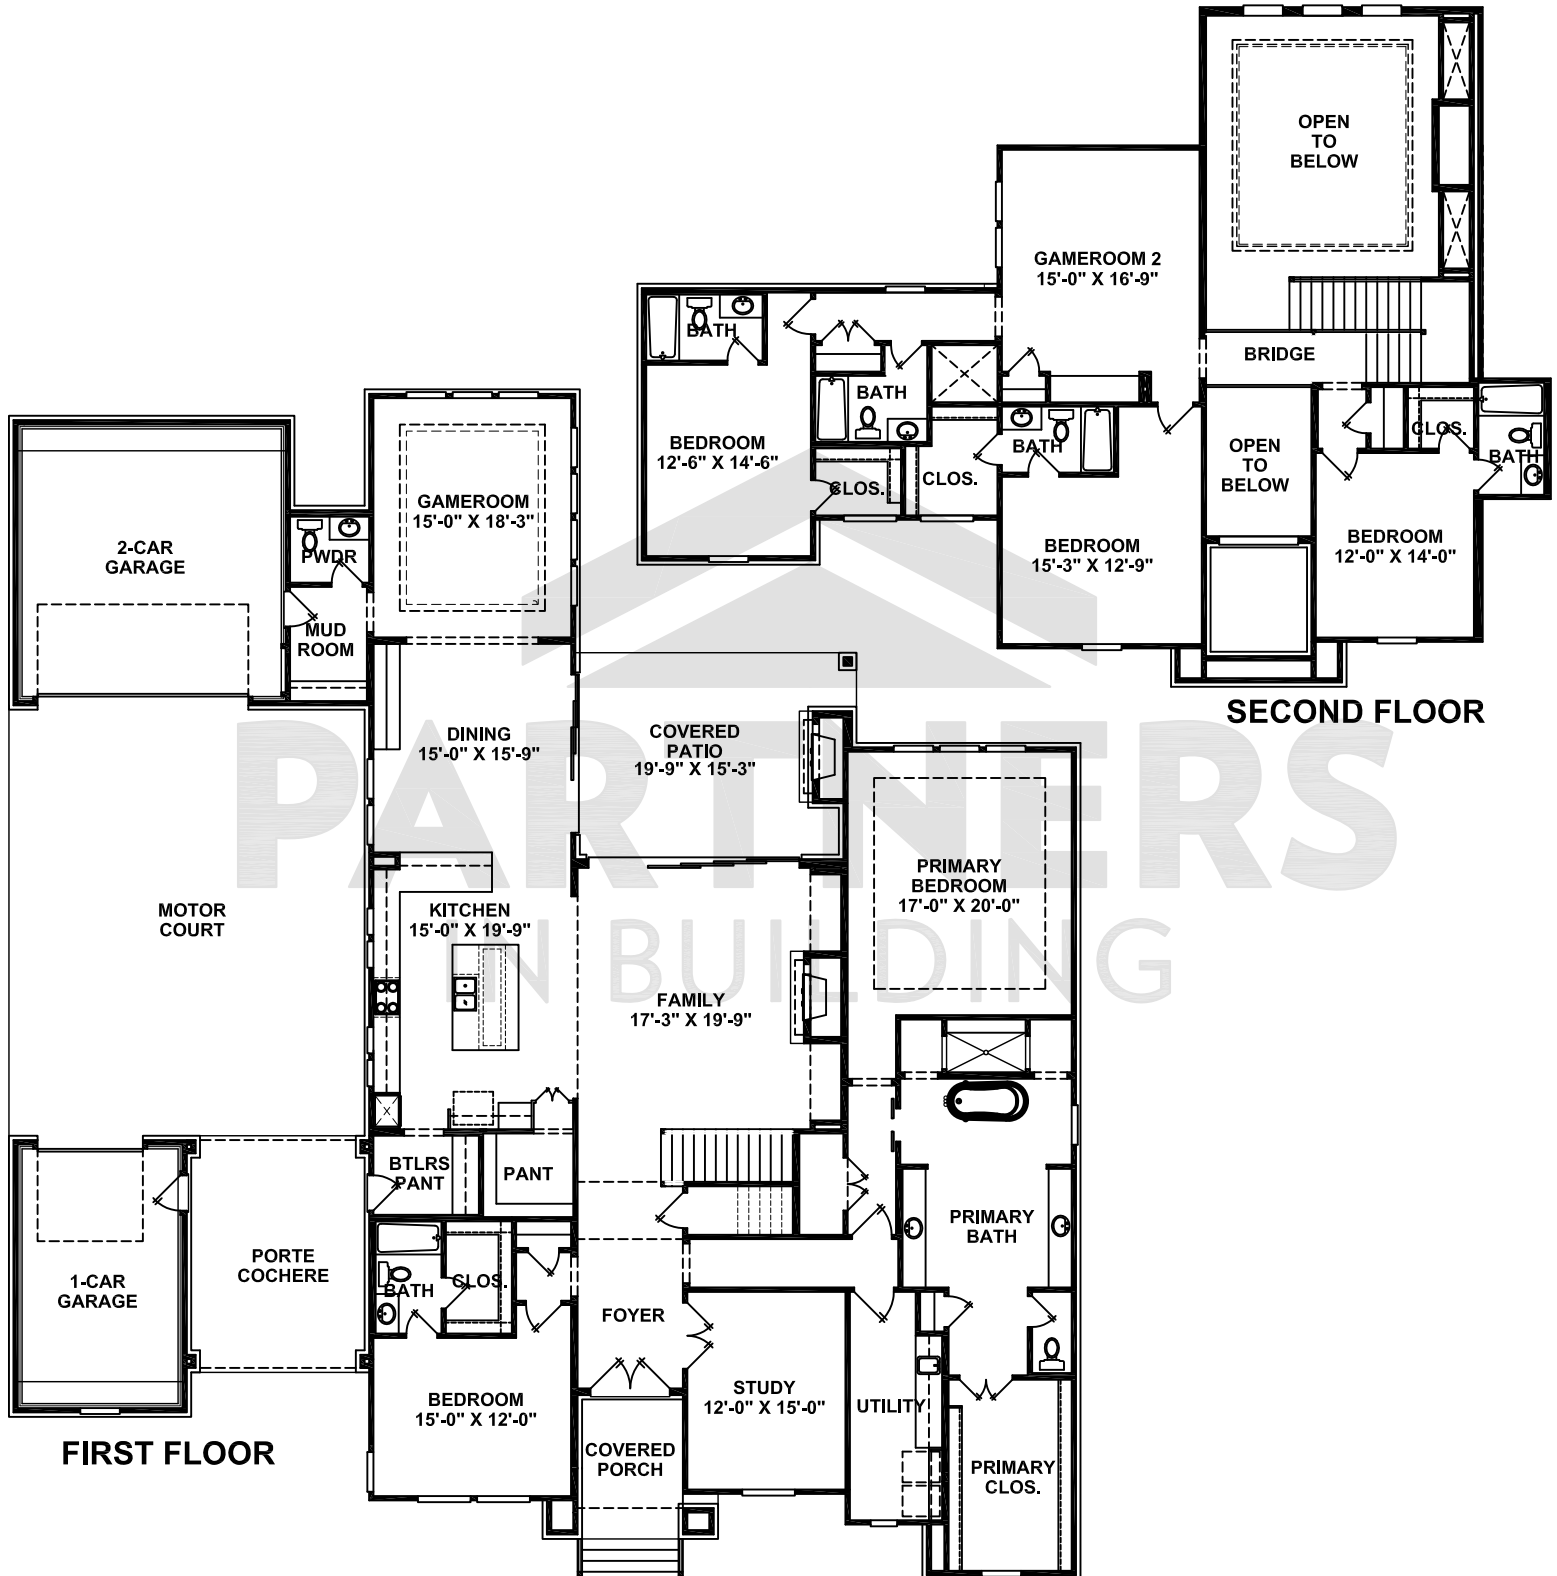 OPEN
TO
BELOW
GAMEROOM 2
15'-0" X 16'-9"
BATH
BRIDGE
BATH
BEDROOM
12'-6" X 14'-6"
BATH
CLOS.
CLOS.
OPEN
TO
BELOW
CLOS.
BATH
BEDROOM
15'-3" X 12'-9"
BEDROOM
12'-0" X 14'-0"
SECOND FLOOR
GAMEROOM
15'-0" X 18'-3"
2-CAR
GARAGE
PWDR
MUD
ROOM
DINING
15'-0" X 15'-9"
COVERED
PATIO
19'-9" X 15'-3"
PARTNERS
IN BUILDING
PRIMARY
BEDROOM
17'-0" X 20'-0"
MOTOR
COURT
KITCHEN
15'-0" X 19'-9"
FAMILY
17'-3" X 19'-9"
BTLRS
PANT
PANT
PRIMARY
BATH
PORTE
COCHERE
1-CAR
GARAGE
BATH
CLOS.
FOYER
BEDROOM
15'-0" X 12'-0"
STUDY
12'-0" X 15'-0"
UTILITY
COVERED
PORCH
PRIMARY
CLOS.
FIRST FLOOR